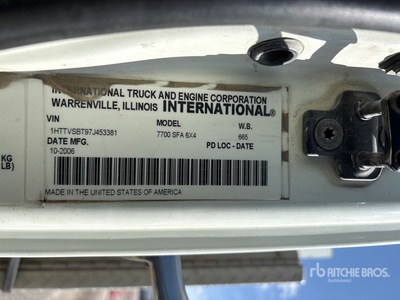 INTERNATIONAL TRUCK AND ENGINE CORPORATION
WARRENVILLE, ILLINOIS INTERNATIONAL®
VIN MODEL W.B.
1HTTVSBT97J453381 7700 SFA 6X4 665
DATE MFG. PD LOC - DATE
10-2006
KG
LB)
MADE IN THE UNITED STATES OF AMERICA
rb RITCHIE BROS.
Auctioneers